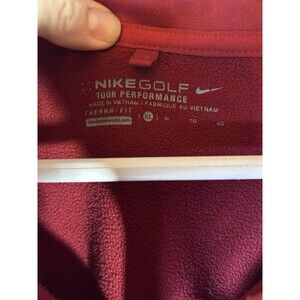 NIKEGOLF
TOUR PERFORMANCE
MADE IN VIETNAM / FABRIQUE AU VIETNAM
THERMA-FIT
XL